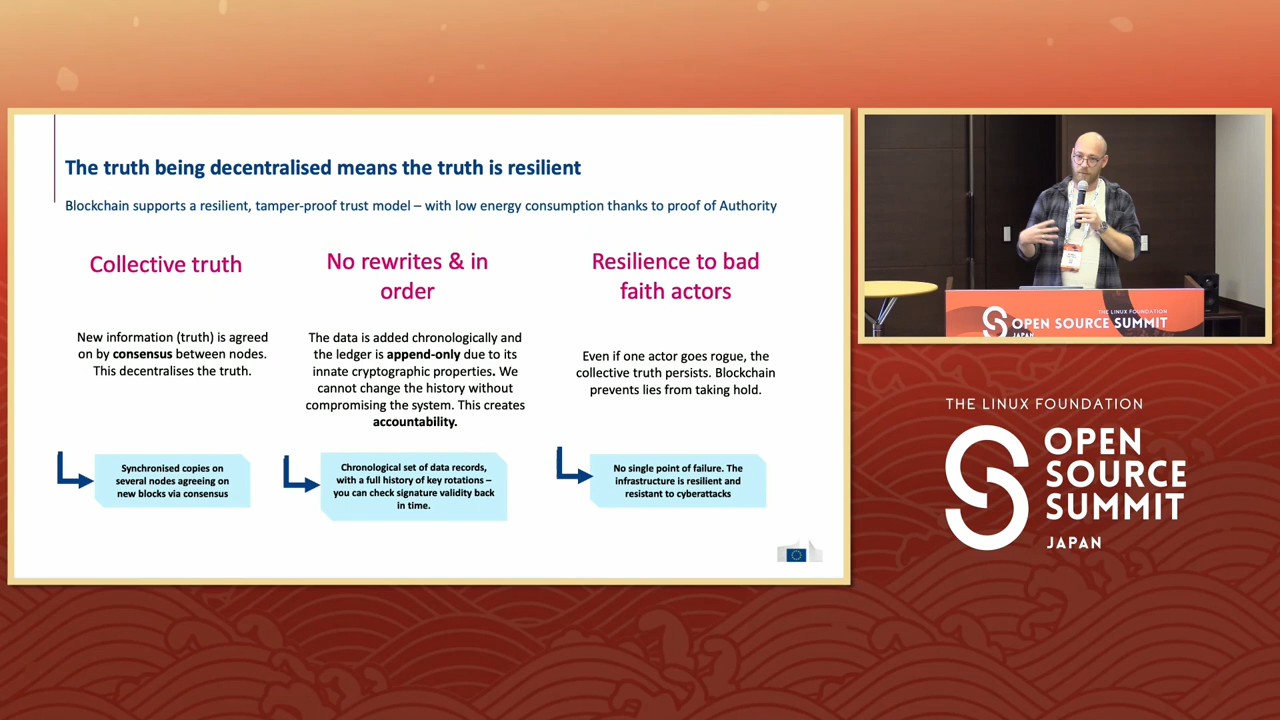 The truth being decentralised means the truth is resilient
Blockchain supports a resilient, tamper-proof trust model – with low energy consumption thanks to proof of Authority
Collective truth
New information (truth) is agreed
on by consensus between nodes.
This decentralises the truth.
Synchronised copies on
several nodes agreeing on
new blocks via consensus
No rewrites & in
order
The data is added chronologically and
the ledger is append-only due to its
innate cryptographic properties. We
cannot change the history without
compromising the system. This creates
accountability.
Chronological set of data records,
with a full history of key rotations –
you can check signature validity back
in time.
Resilience to bad
faith actors
Even if one actor goes rogue, the
collective truth persists. Blockchain
prevents lies from taking hold.
No single point of failure. The
infrastructure is resilient and
resistant to cyberattacks
THE LINUX FOUNDATION
OPEN SOURCE SUMMIT
JAPAN
THE LINUX FOUNDATION
OPEN
SOURCE
SUMMIT
JAPAN